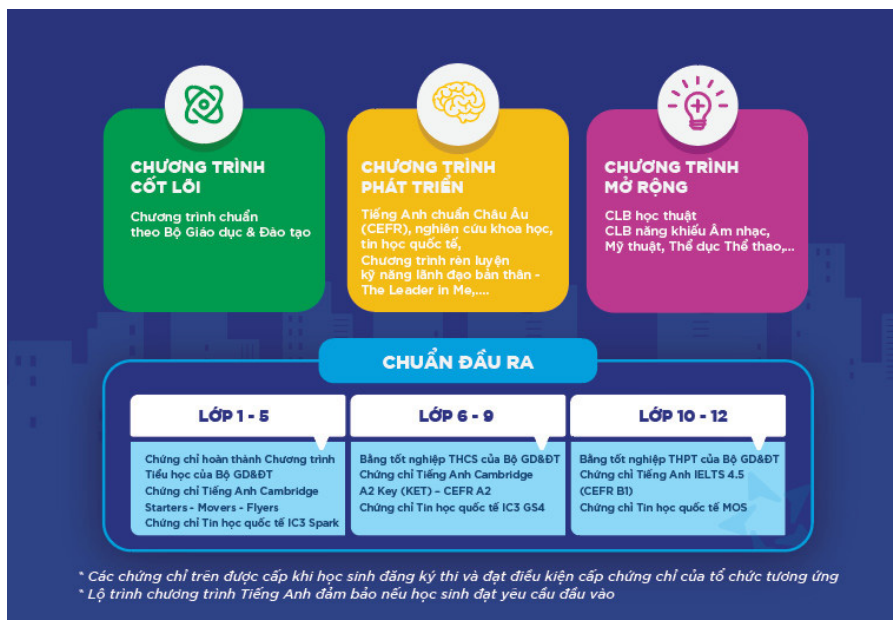 CHƯƠNG TRÌNH
CỐT LÕI
Chương trình chuẩn
theo Bộ Giáo dục & Đào tạo
CHƯƠNG TRÌNH
PHÁT TRIỂN
Tiếng Anh chuẩn Châu Âu
(CEFR), nghiên cứu khoa học,
tin học quốc tế,
Chương trình rèn luyện
kỹ năng lãnh đạo bản thân -
The Leader in Me,....
CHƯƠNG TRÌNH
MỞ RỘNG
CLB học thuật
CLB năng khiếu Âm nhạc,
Mỹ thuật, Thể dục Thể thao,...
CHUẨN ĐẦU RA
LỚP 1 - 5
Chứng chỉ hoàn thành Chương trình
Tiểu học của Bộ GD&ĐT
Chứng chỉ Tiếng Anh Cambridge
Starters - Movers - Flyers
Chứng chỉ Tin học quốc tế IC3 Spark
LỚP 6 - 9
Bằng tốt nghiệp THCS của Bộ GD&ĐT
Chứng chỉ Tiếng Anh Cambridge
A2 Key (KET) – CEFR A2
Chứng chỉ Tin học quốc tế IC3 GS4
LỚP 10 - 12
Bằng tốt nghiệp THPT của Bộ GD&ĐT
Chứng chỉ Tiếng Anh IELTS 4.5
(CEFR B1)
Chứng chỉ Tin học quốc tế MOS
* Các chứng chỉ trên được cấp khi học sinh đăng ký thi và đạt điều kiện cấp chứng chỉ của tổ chức tương ứng
* Lộ trình chương trình Tiếng Anh đảm bảo nếu học sinh đạt yêu cầu đầu vào